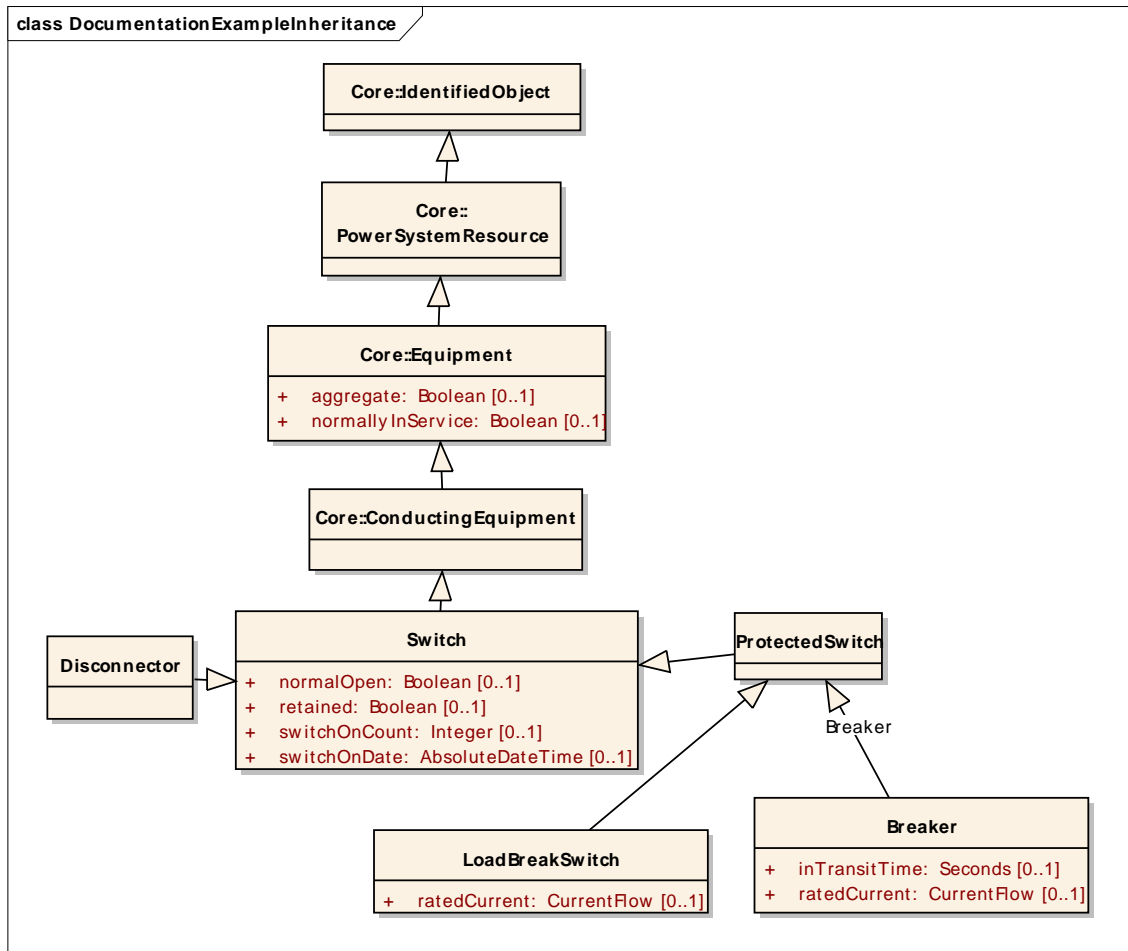 class DocumentationExampleInheritance
Core::IdentifiedObject
Core::
PowerSystemResource
Core::Equipment
+ aggregate: Boolean [0..1]
+ normallyInService: Boolean [0..1]
Core::ConductingEquipment
Disconnector
Switch
+ normalOpen: Boolean [0..1]
+ retained: Boolean [0..1]
+ switchOnCount: Integer [0..1]
+ switchOnDate: AbsoluteDateTime [0..1]
ProtectedSwitch
Breaker
LoadBreakSwitch
+ ratedCurrent: CurrentFlow [0..1]
Breaker
+ inTransitTime: Seconds [0..1]
+ ratedCurrent: CurrentFlow [0..1]